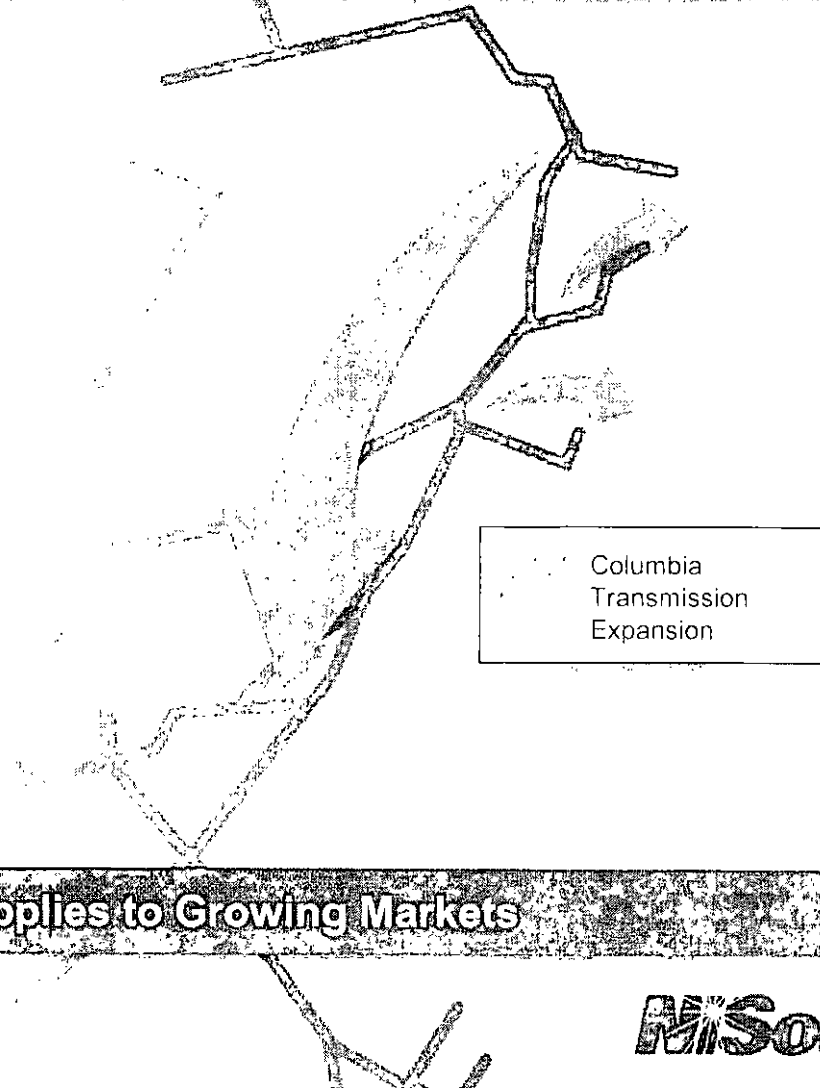 Columbia
Transmission
Expansion
pplies to Growing Markets
NiSo